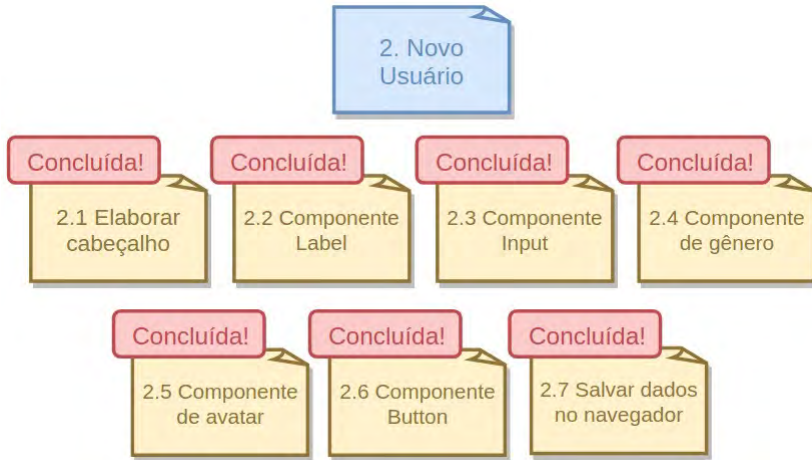 2. Novo
Usuário
Concluída!
Concluída!
Concluída!
Concluída!
2.1 Elaborar
cabeçalho
2.2 Componente
Label
2.3 Componente
Input
2.4 Componente
de gênero
Concluída!
Concluída!
Concluída!
2.5 Componente
de avatar
2.6 Componente
Button
2.7 Salvar dados
no navegador